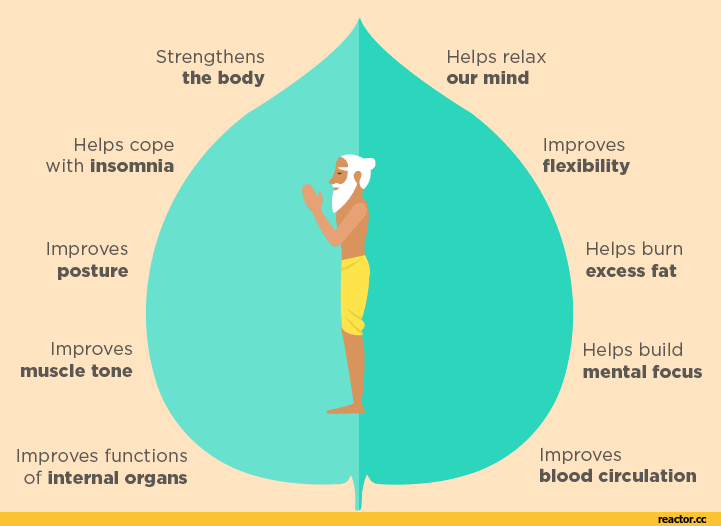 Strengthens
the body
Helps cope
with insomnia
Improves
posture
Improves
muscle tone
Improves functions
of internal organs
Helps relax
our mind
Improves
flexibility
Helps burn
excess fat
Helps build
mental focus
Improves
blood circulation
reactor.cc